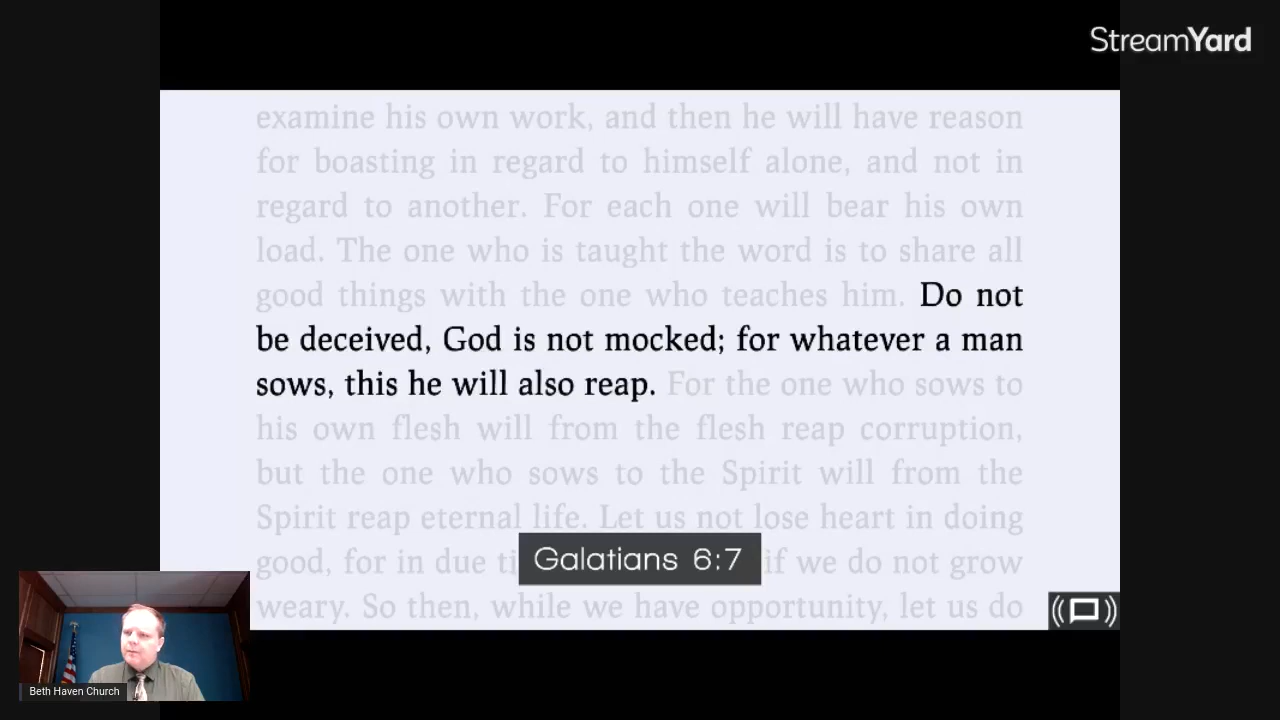 StreamYard
examine his own work, and then he will have reason
for boasting in regard to himself alone, and not in
regard to another. For each one will bear his own
load. The one who is taught the word is to share all
good things with the one who teaches him. Do not
be deceived, God is not mocked; for whatever a man
sows, this he will also reap. For the one who sows to
his own flesh will from the flesh reap corruption,
but the one who sows to the Spirit will from the
Spirit reap eternal life. Let us not lose heart in doing
good, for in due ti if we do not grow
Galatians 6:7
weary. So then, while we have opportunity, let us do
Beth Haven Church